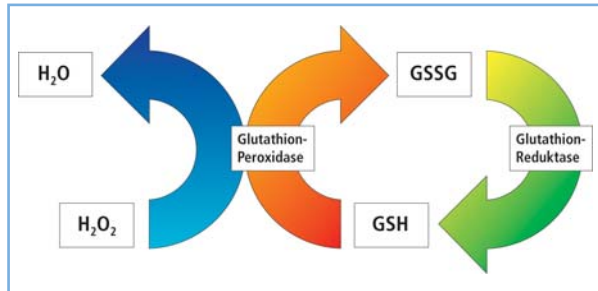 H₂O
GSSG
Glutathion-
Peroxidase
Glutathion-
Reduktase
H₂O₂
GSH